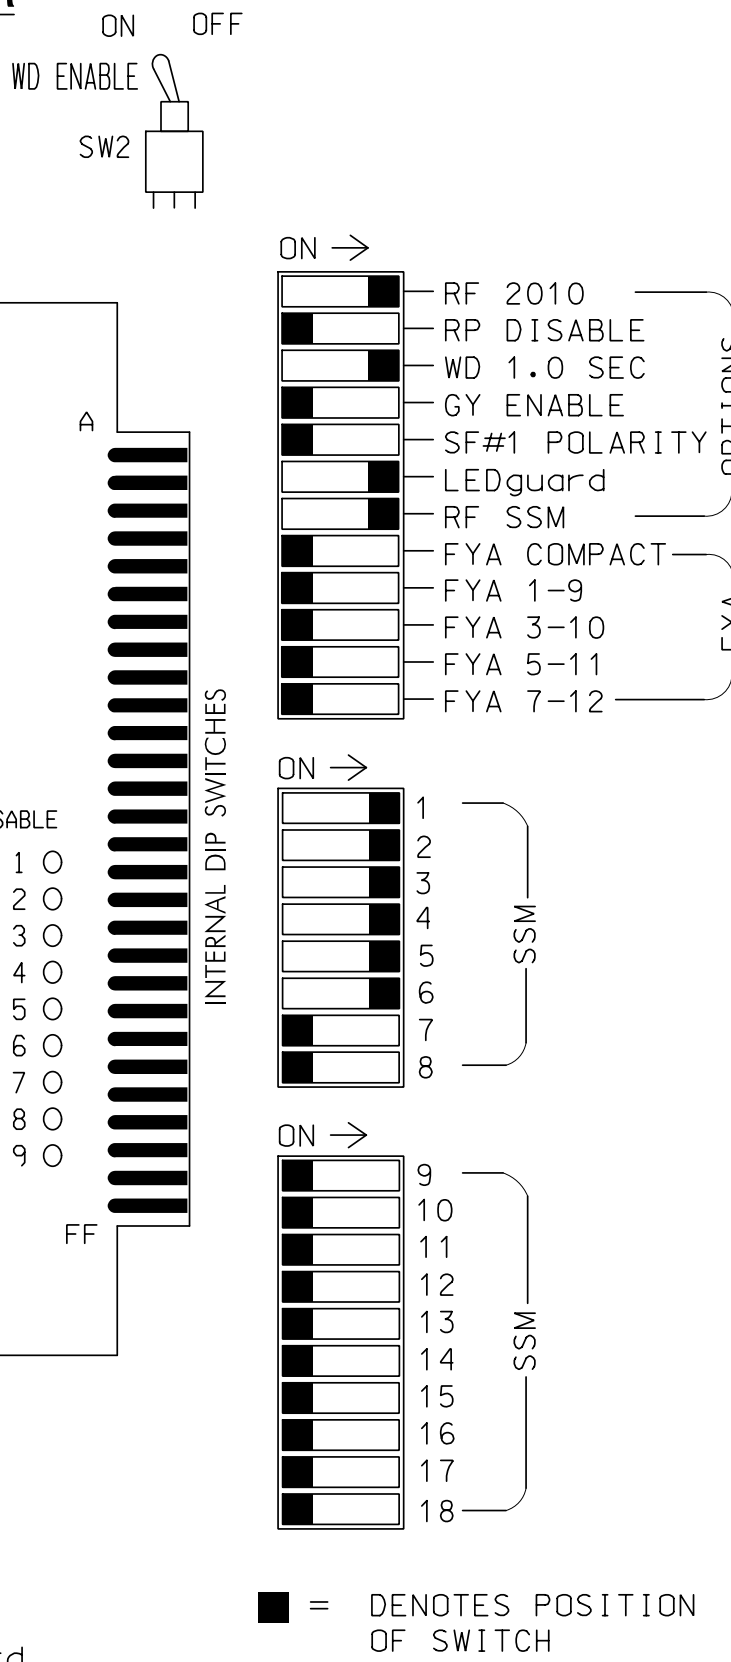 ON OFF
WD ENABLE
SW2
ON
RF 2010
RP DISABLE
WD 1.0 SEC
GY ENABLE
SF#1 POLARITY
LEDguard
RF SSM
FYA COMPACT
FYA 1-9
FYA 3-10
FYA 5-11
FYA 7-12
OPTIONS
FYA
A
FF
INTERNAL DIP SWITCHES
SABLE
1
2
3
4
5
6
7
8
9
ON
1
2
3
4
5
6
7
8
SSM
ON
9
10
11
12
13
14
15
16
17
18
SSM
= DENOTES POSITION
OF SWITCH